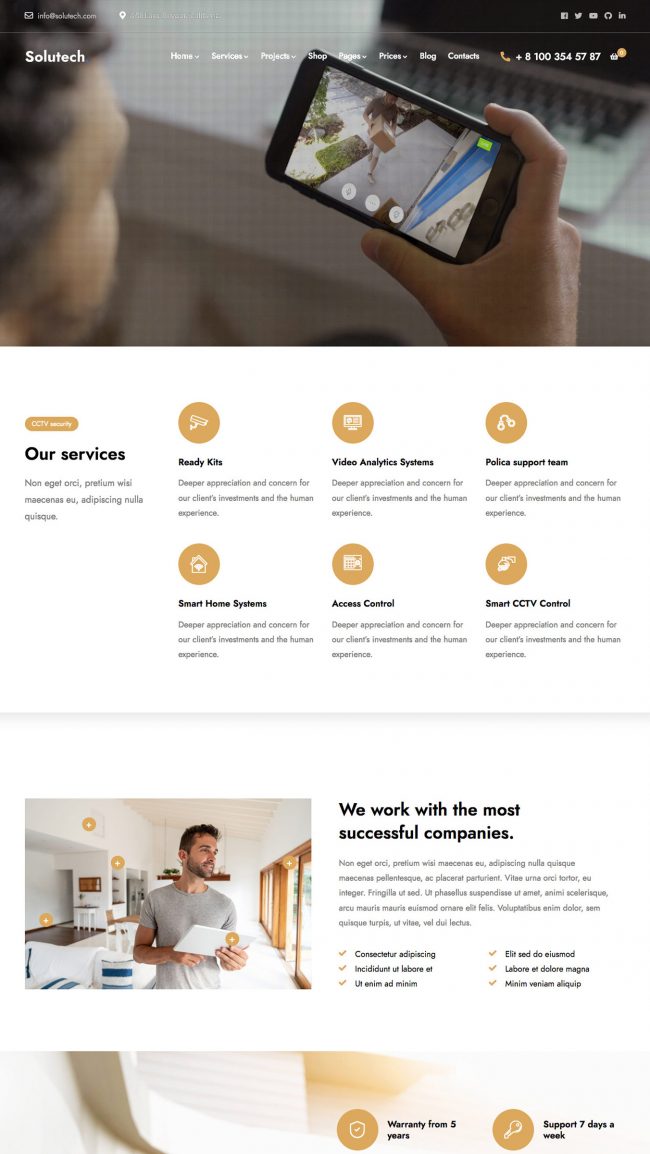 info@solutech.com
Solutech
Home Services Projects Shop Pages Prices Blog Contacts + 8 100 354 57 87 0
CCTV security
Our services
Non eget orci, pretium wisi
maecenas eu, adipiscing nulla
quisque.
Ready Kits
Deeper appreciation and concern for
our client's investments and the human
experience.
Video Analytics Systems
Deeper appreciation and concern for
our client's investments and the human
experience.
Polica support team
Deeper appreciation and concern for
our client's investments and the human
experience.
Smart Home Systems
Deeper appreciation and concern for
our client's investments and the human
experience.
Access Control
Deeper appreciation and concern for
our client's investments and the human
experience.
Smart CCTV Control
Deeper appreciation and concern for
our client's investments and the human
experience.
We work with the most
successful companies.
Non eget orci, pretium wisi maecenas eu, adipiscing nulla quisque
maecenas pellentesque, ac placerat parturient. Vitae urna orci tortor, eu
integer. Fringilla ut sed. Ut phasellus suspendisse ut amet, animi scelerisque,
arcu mauris mauris euismod ornare elit felis. Voluptatibus enim dolor, sem
quisque turpis, ut vitae, vel dui lectus.
Consectetur adipiscing
Incididunt ut labore et
Ut enim ad minim
Elit sed do eiusmod
Labore et dolore magna
Minim veniam aliquip
Warranty from 5
years
Support 7 days a
week